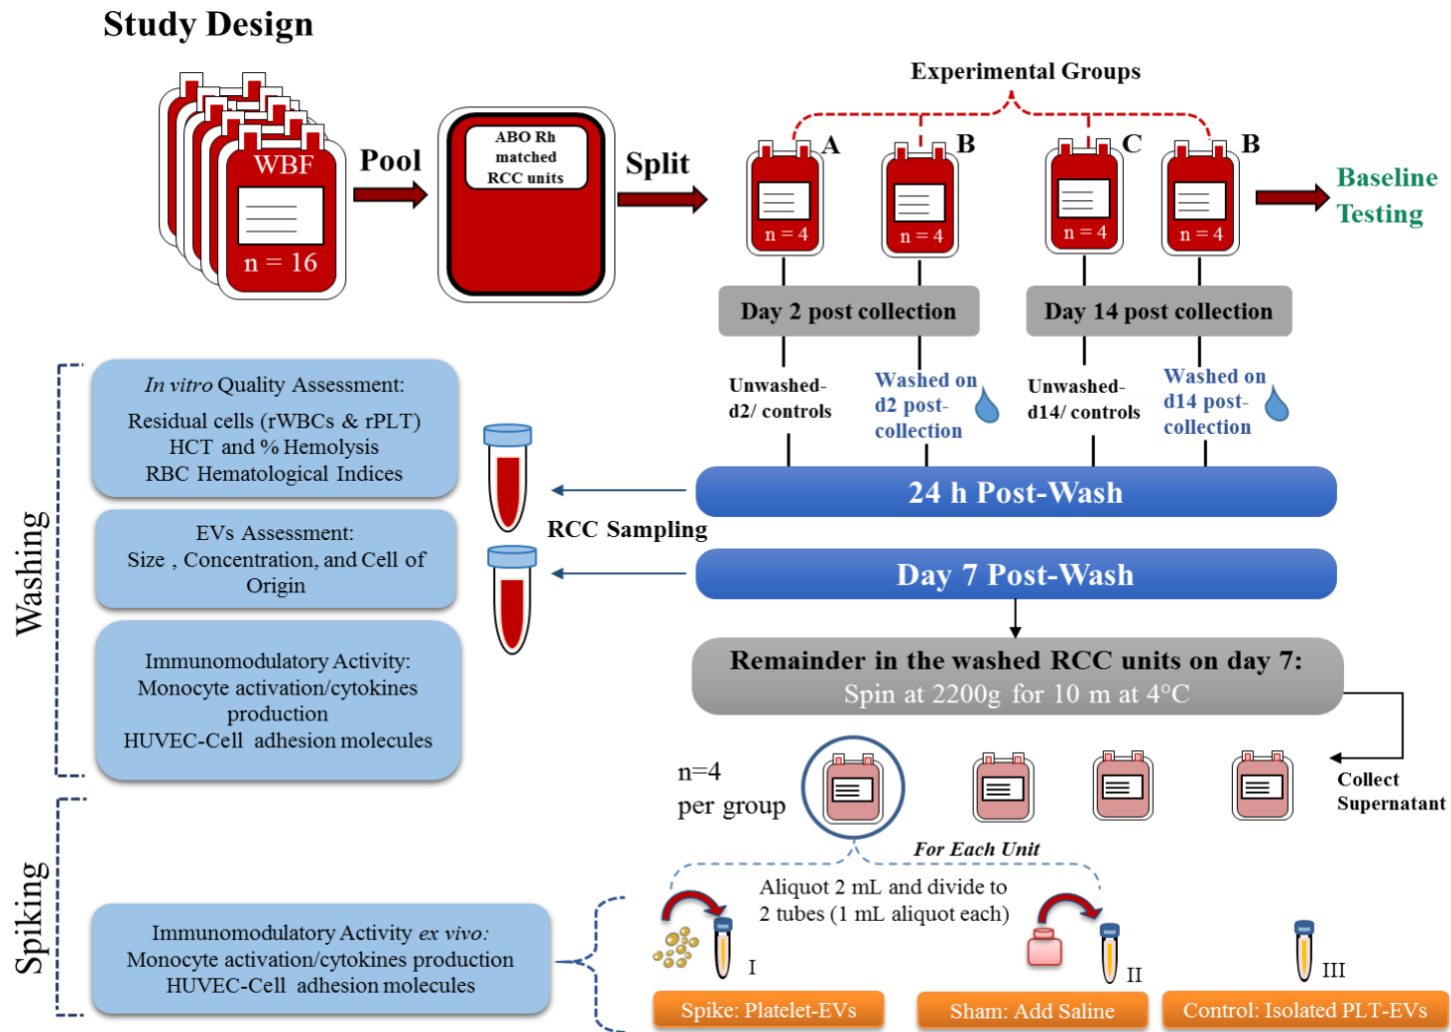 Study Design
WBF
n = 16
Pool
ABO Rh
matched
RCC units
Split
Experimental Groups
A
B
C
B
n = 4
n = 4
n = 4
n = 4
Baseline
Testing
Day 2 post collection
Day 14 post collection
Unwashed-
d2/ controls
Washed on
d2 post-
collection
Unwashed-
d14/ controls
Washed on
d14 post-
collection
Washing
In vitro Quality Assessment:
Residual cells (rWBCs & rPLT)
HCT and % Hemolysis
RBC Hematological Indices
EVs Assessment:
Size , Concentration, and Cell of
Origin
Immunomodulatory Activity:
Monocyte activation/cytokines
production
HUVEC-Cell adhesion molecules
RCC Sampling
24 h Post-Wash
Day 7 Post-Wash
Remainder in the washed RCC units on day 7:
Spin at 2200g for 10 m at 4°C
Collect
Supernatant
n=4
per group
For Each Unit
Aliquot 2 mL and divide to
2 tubes (1 mL aliquot each)
Spiking
Immunomodulatory Activity ex vivo:
Monocyte activation/cytokines production
HUVEC-Cell adhesion molecules
I
II
III
Spike: Platelet-EVs
Sham: Add Saline
Control: Isolated PLT-EVs